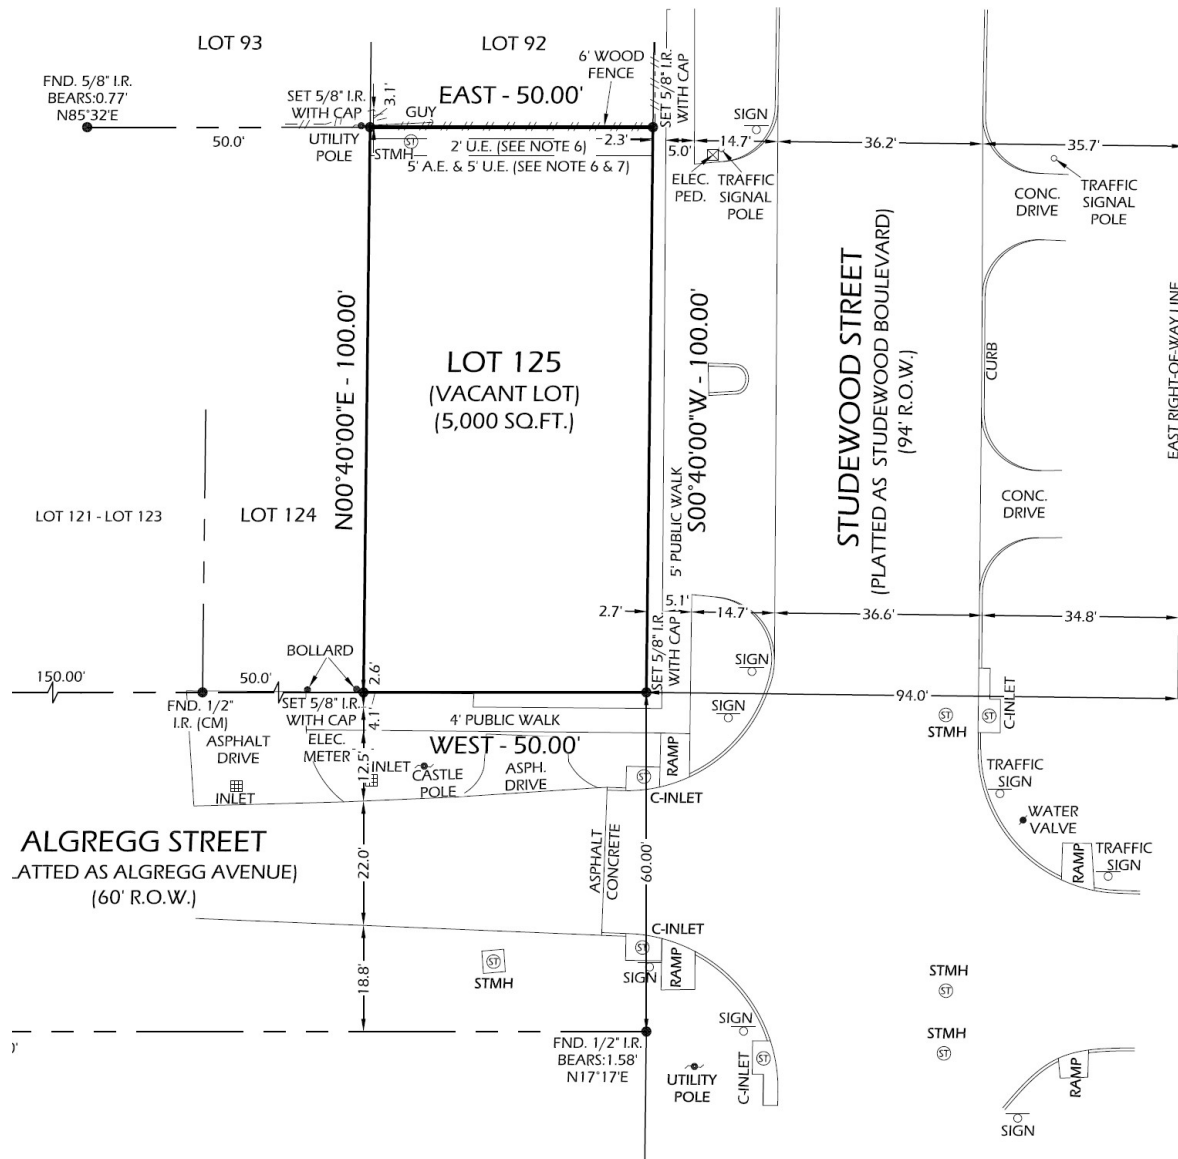 LOT 93
LOT 92
6' WOOD
FENCE
FND. 5/8" I.R.
BEARS:0.77'
N85°32'E
SET 5/8" I.R.
WITH CAP
3.1'
EAST - 50.00'
GUY
SET 5/8" I.R.
WITH CAP
SIGN
50.0'
UTILITY
POLE
STMH
ST
2' U.E. (SEE NOTE 6)
2.3'
5' A.E. & 5' U.E. (SEE NOTE 6 & 7)
5.0'
14.7'
36.2'
35.7'
ELEC.
PED.
TRAFFIC
SIGNAL
POLE
CONC.
DRIVE
TRAFFIC
SIGNAL
POLE
N00°40'00"E - 100.00'
LOT 125
(VACANT LOT)
(5,000 SQ.FT.)
S00°40'00"W - 100.00'
5' PUBLIC WALK
STUDEWOOD STREET
(PLATTED AS STUDEWOOD BOULEVARD)
(94' R.O.W.)
CURB
EAST RIGHT-OF-WAY LINE
LOT 121 - LOT 123
LOT 124
CONC.
DRIVE
2.7'
5.1'
14.7'
36.6'
34.8'
SET 5/8" I.R.
WITH CAP
BOLLARD
2.6'
SIGN
150.00'
50.0'
94.0'
FND. 1/2"
I.R. (CM)
SET 5/8" I.R.
WITH CAP
4.1'
4' PUBLIC WALK
SIGN
STMH
ST
C-INLET
ASPHALT
DRIVE
ELEC.
METER
12.5'
WEST - 50.00'
RAMP
INLET
INLET
CASTLE
POLE
ASPH.
DRIVE
ST
C-INLET
TRAFFIC
SIGN
WATER
VALVE
RAMP
TRAFFIC
SIGN
ALGREGG STREET
ATTED AS ALGREGG AVENUE)
(60' R.O.W.)
22.0'
ASPHALT
CONCRETE
60.00'
C-INLET
ST
SIGN
RAMP
18.8'
ST
STMH
STMH
ST
STMH
ST
SIGN
FND. 1/2" I.R.
BEARS:1.58'
N17°17'E
UTILITY
POLE
C-INLET
ST
RAMP
SIGN